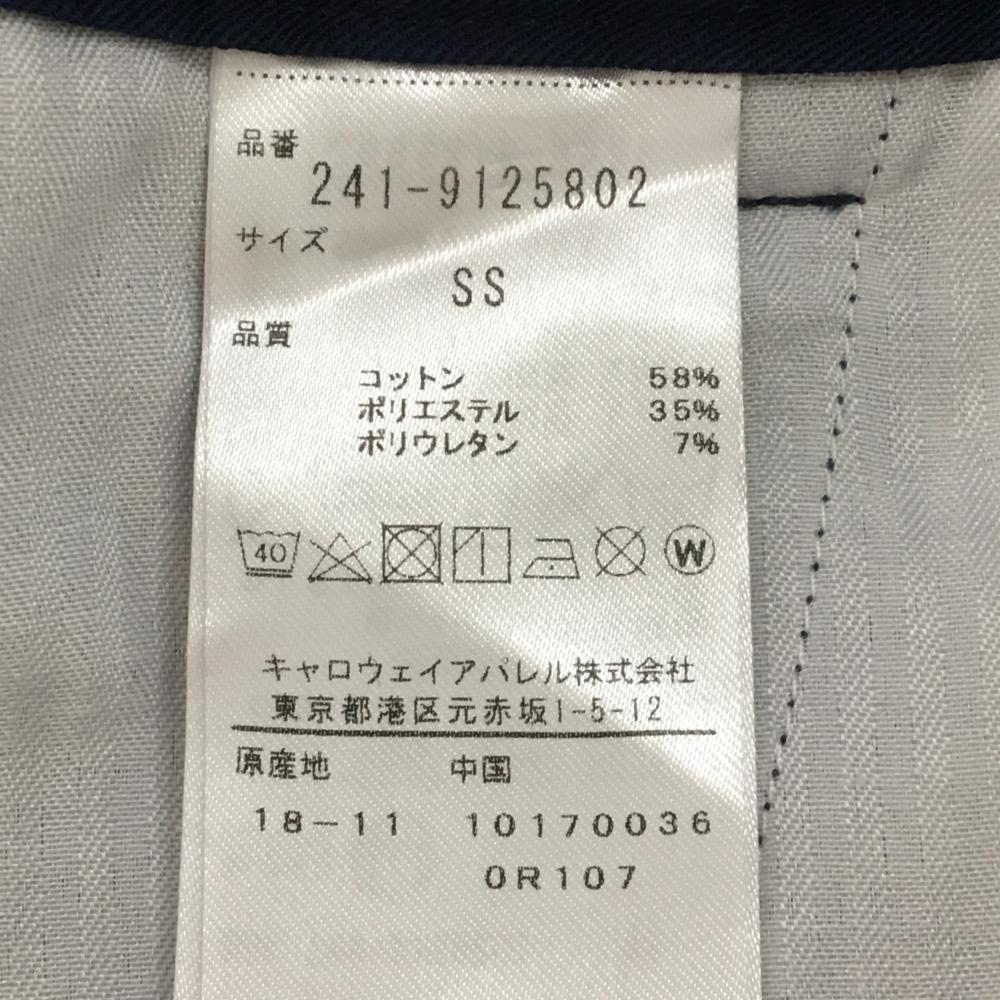 品番
241-9125802
サイズ
SS
品質
コットン 58%
ポリエステル 35%
ポリウレタン 7%
40 W
キャロウェイアパレル株式会社
東京都港区元赤坂1-5-12
原産地 中国
18-11 10170036
0R107